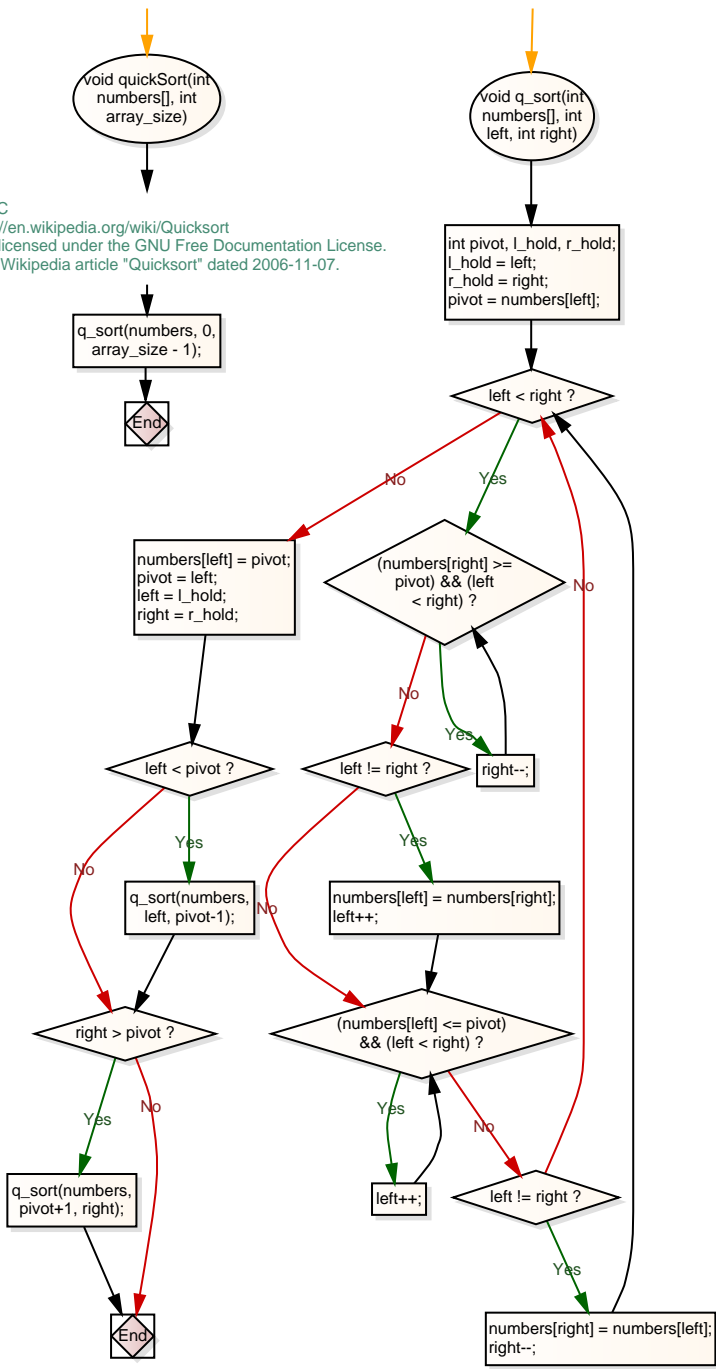 void quickSort(int
numbers[], int
array_size)
C
//en.wikipedia.org/wiki/Quicksort
licensed under the GNU Free Documentation License.
Wikipedia article "Quicksort" dated 2006-11-07.
q_sort(numbers, 0,
array_size - 1);
End
void q_sort(int
numbers[], int
left, int right)
int pivot, l_hold, r_hold;
l_hold = left;
r_hold = right;
pivot = numbers[left];
left < right ?
No
Yes
numbers[left] = pivot;
pivot = left;
left = l_hold;
right = r_hold;
(numbers[right] >=
pivot) && (left
< right) ?
No
No
Yes
left < pivot ?
left != right ?
right--;
Yes
No
Yes
No
q_sort(numbers,
left, pivot-1);
numbers[left] = numbers[right];
left++;
right > pivot ?
(numbers[left] <= pivot)
&& (left < right) ?
Yes
No
Yes
No
q_sort(numbers,
pivot+1, right);
left++;
left != right ?
Yes
End
numbers[right] = numbers[left];
right--;